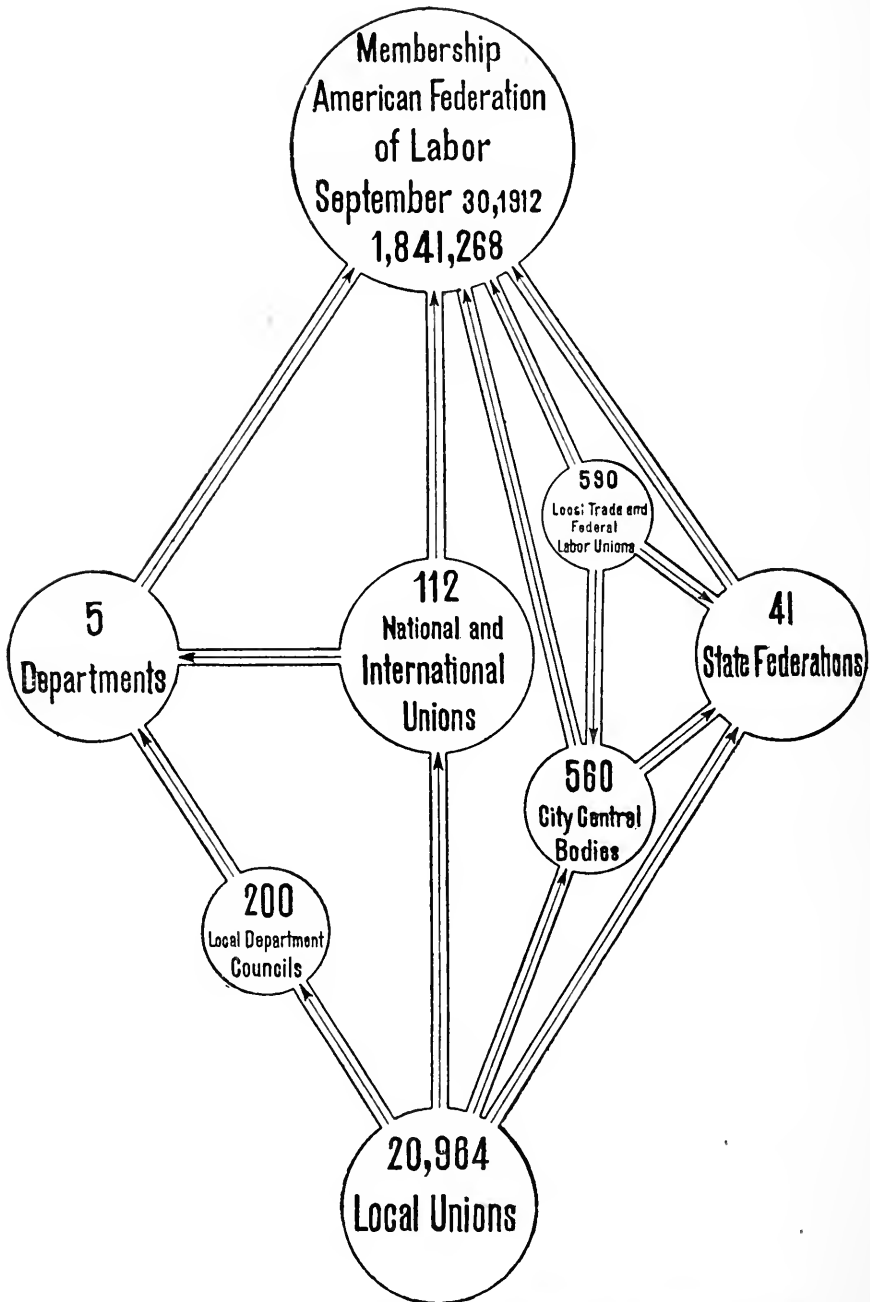 Membership
American Federation
of Labor
September 30,1912
1,841,268
590
Local Trade and
Federal
Labor Unions
5
Departments
112
National and
International
Unions
41
State Federations
560
City Central
Bodies
200
Local Department
Councils
20,964
Local Unions